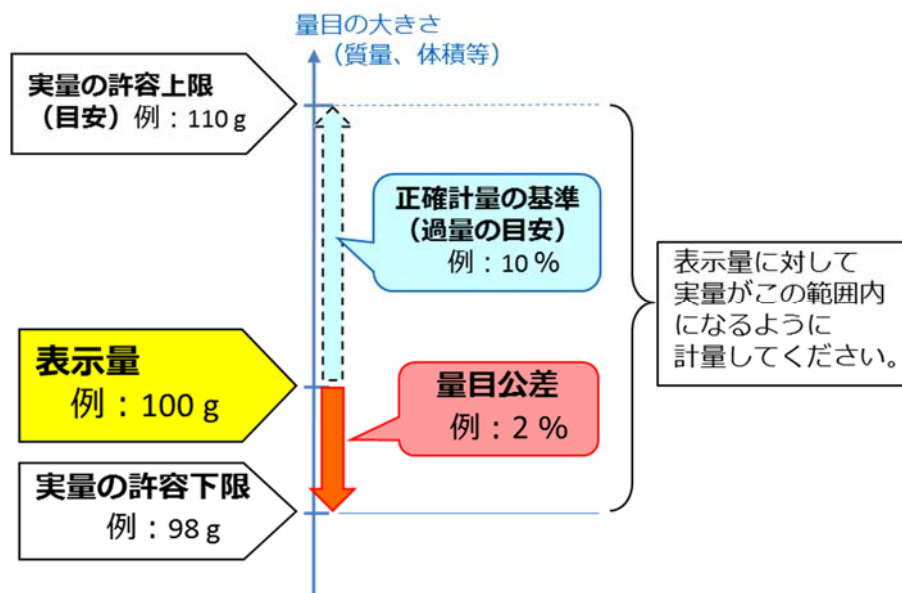 量目の大きさ
（質量、体積等）
実量の許容上限
（目安）例：110 g
正確計量の基準
（過量の目安）
例：10 %
表示量に対して
実量がこの範囲内
になるように
計量してください。
表示量
例：100 g
量目公差
例：2 %
実量の許容下限
例：98 g